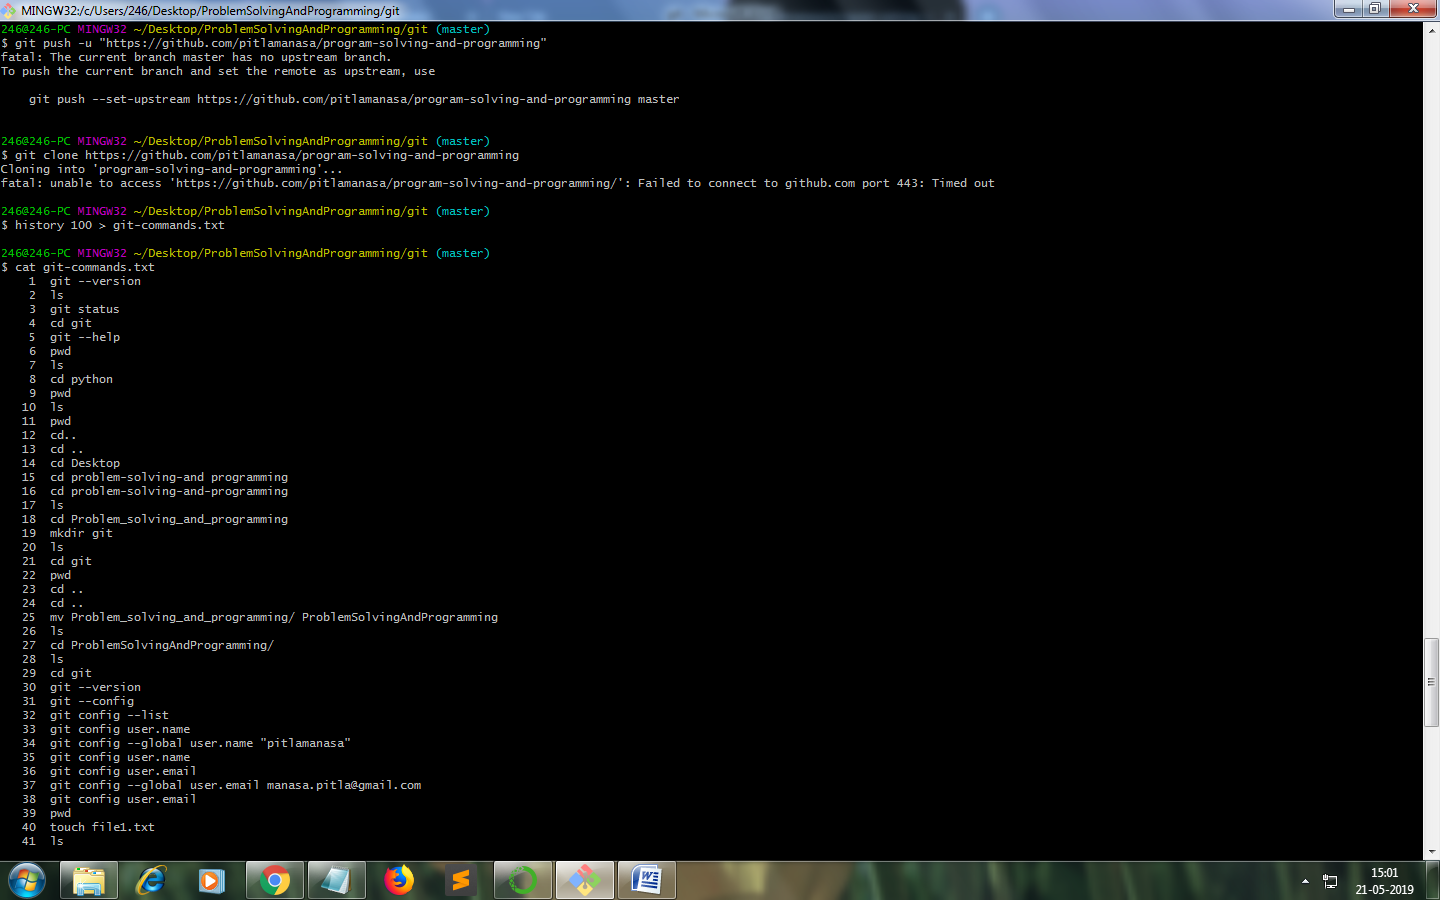 MINGW32:/c/Users/246/Desktop/ProblemSolvingAndProgramming/git
246@246-PC MINGW32 ~/Desktop/ProblemSolvingAndProgramming/git (master)
$ git push -u "https://github.com/pitlamanasa/program-solving-and-programming"
fatal: The current branch master has no upstream branch.
To push the current branch and set the remote as upstream, use
git push --set-upstream https://github.com/pitlamanasa/program-solving-and-programming master
246@246-PC MINGW32 ~/Desktop/ProblemSolvingAndProgramming/git (master)
$ git clone https://github.com/pitlamanasa/program-solving-and-programming
Cloning into 'program-solving-and-programming'...
fatal: unable to access 'https://github.com/pitlamanasa/program-solving-and-programming/': Failed to connect to github.com port 443: Timed out
246@246-PC MINGW32 ~/Desktop/ProblemSolvingAndProgramming/git (master)
$ history 100 > git-commands.txt
246@246-PC MINGW32 ~/Desktop/ProblemSolvingAndProgramming/git (master)
$ cat git-commands.txt
1 git --version
2 ls
3 git status
4 cd git
5 git --help
6 pwd
7 ls
8 cd python
9 pwd
10 ls
11 pwd
12 cd..
13 cd ..
14 cd Desktop
15 cd problem-solving-and programming
16 cd problem-solving-and-programming
17 ls
18 cd Problem_solving_and_programming
19 mkdir git
20 ls
21 cd git
22 pwd
23 cd ..
24 cd ..
25 mv Problem_solving_and_programming/ ProblemSolvingAndProgramming
26 ls
27 cd ProblemSolvingAndProgramming/
28 ls
29 cd git
30 git --version
31 git --config
32 git config --list
33 git config user.name
34 git config --global user.name "pitlamanasa"
35 git config user.name
36 git config user.email
37 git config --global user.email manasa.pitla@gmail.com
38 git config user.email
39 pwd
40 touch file1.txt
41 ls
15:01
21-05-2019